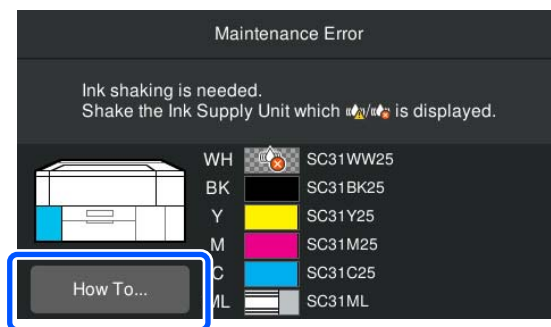 Maintenance Error
Ink shaking is needed.
Shake the Ink Supply Unit which / is displayed.
WH SC31WW25
BK SC31BK25
Y SC31Y25
M SC31M25
C SC31C25
ML SC31ML
How To...